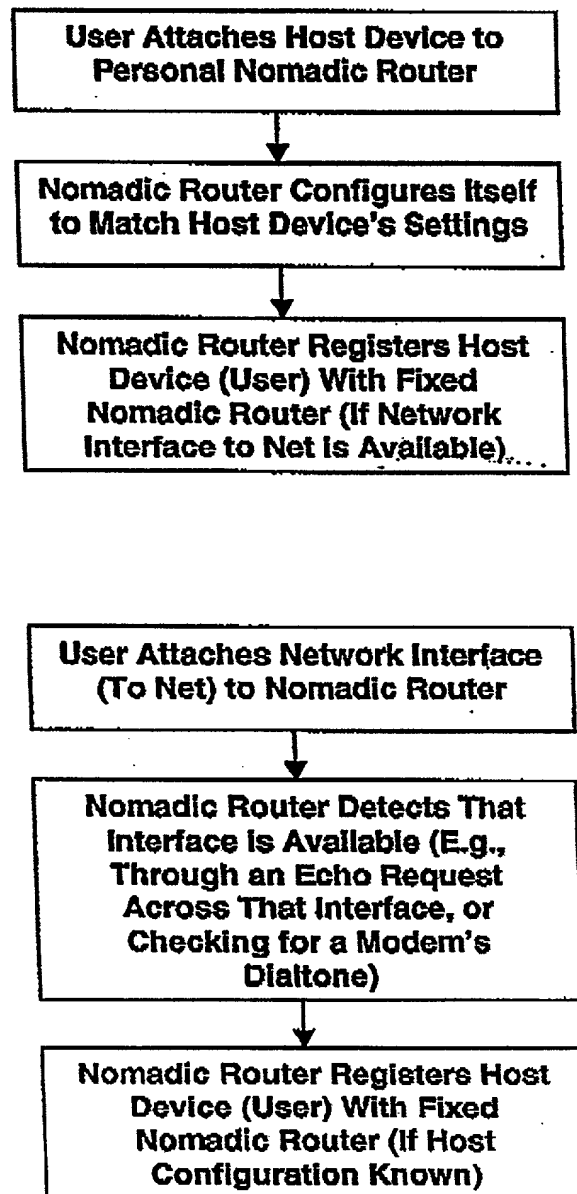 User Attaches Host Device to
Personal Nomadic Router
Nomadic Router Configures Itself
to Match Host Device's Settings
Nomadic Router Registers Host
Device (User) With Fixed
Nomadic Router (If Network
Interface to Net is Available)
User Attaches Network Interface
(To Net) to Nomadic Router
Nomadic Router Detects That
Interface is Available (E.g.,
Through an Echo Request
Across That Interface, or
Checking for a Modem's
Dialtone)
Nomadic Router Registers Host
Device (User) With Fixed
Nomadic Router (If Host
Configuration Known)